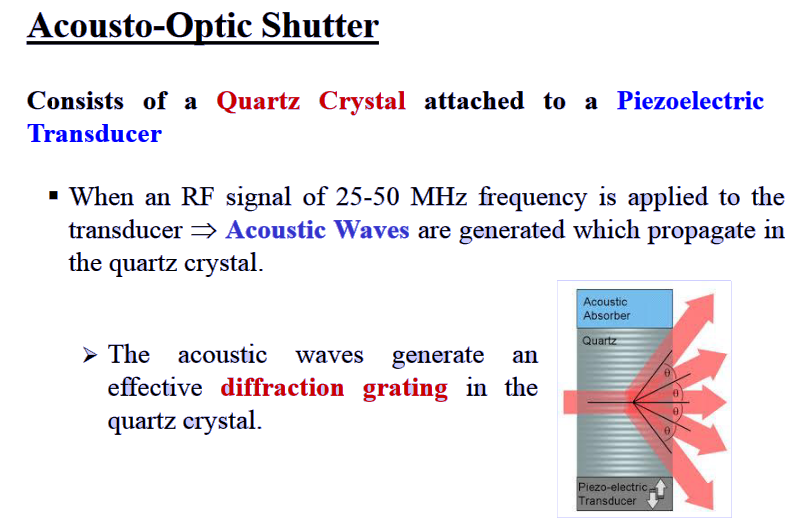 Acousto-Optic Shutter
Consists of a Quartz Crystal attached to a Piezoelectric
Transducer
▪ When an RF signal of 25-50 MHz frequency is applied to the
transducer ⇒ Acoustic Waves are generated which propagate in
the quartz crystal.
➢ The acoustic waves generate an
effective diffraction grating in the
quartz crystal.
Acoustic
Absorber
Quartz
θ
θ
θ
θ
Piezo-electric
Transducer